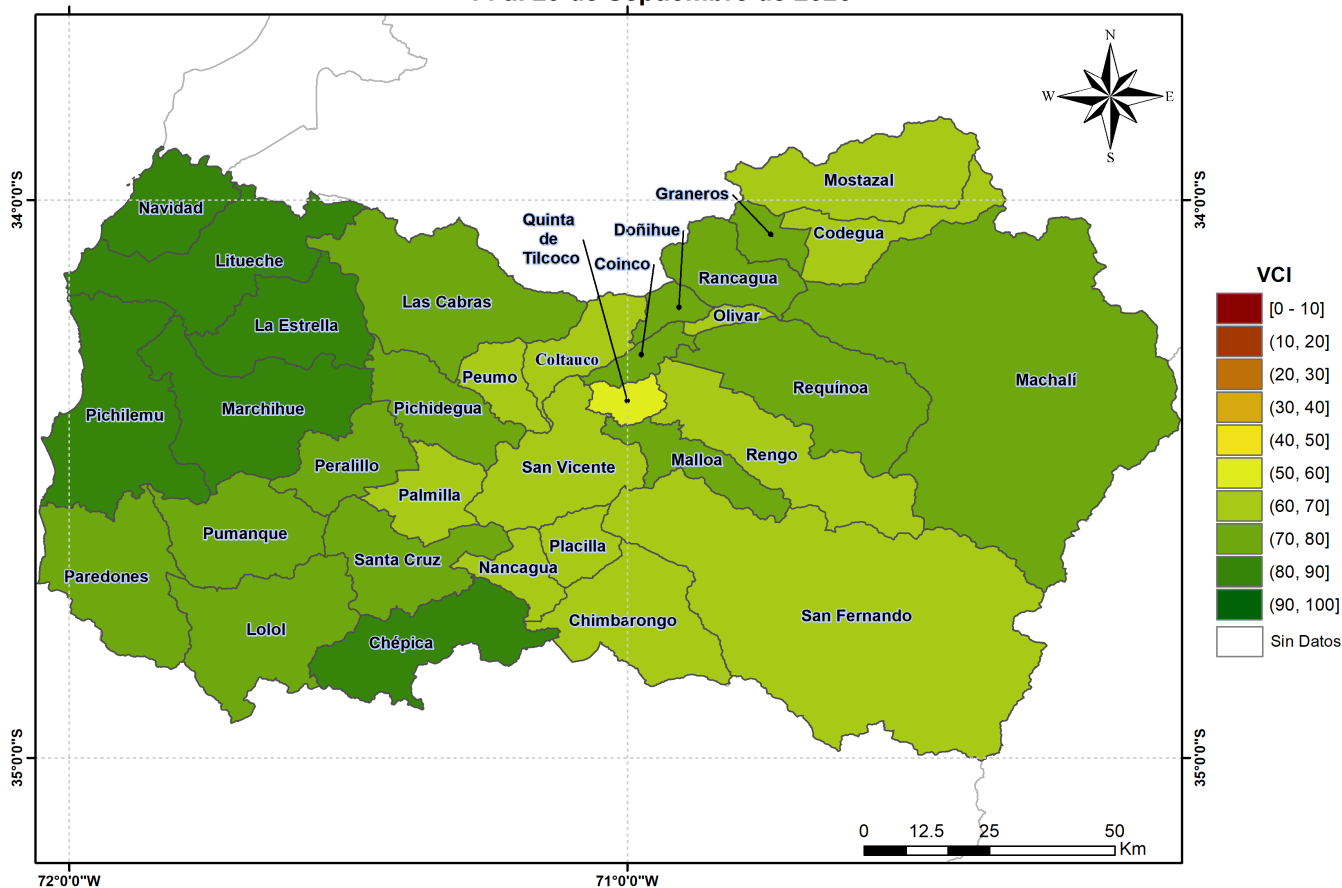 N
W
E
S
34°0'0"S
34°0'0"S
Mostazal
Graneros
Navidad
Quinta
de
Tilcoco
Doñihue
Codegua
Coinco
Litueche
Rancagua
Las Cabras
Olivar
La Estrella
Coltauco
Peumo
Machalí
Requínoa
Pichilemu
Marchihue
Pichidegua
Rengo
Malloa
Peralillo
San Vicente
Palmilla
Pumanque
Placilla
Santa Cruz
Nancagua
Paredones
San Fernando
Chimbarongo
Lolol
Chépica
35°0'0"S
35°0'0"S
72°0'0"W
71°0'0"W
0 12.5 25 50
Km
VCI
[0 - 10]
(10, 20]
(20, 30]
(30, 40]
(40, 50]
(50, 60]
(60, 70]
(70, 80]
(80, 90]
(90, 100]
Sin Datos